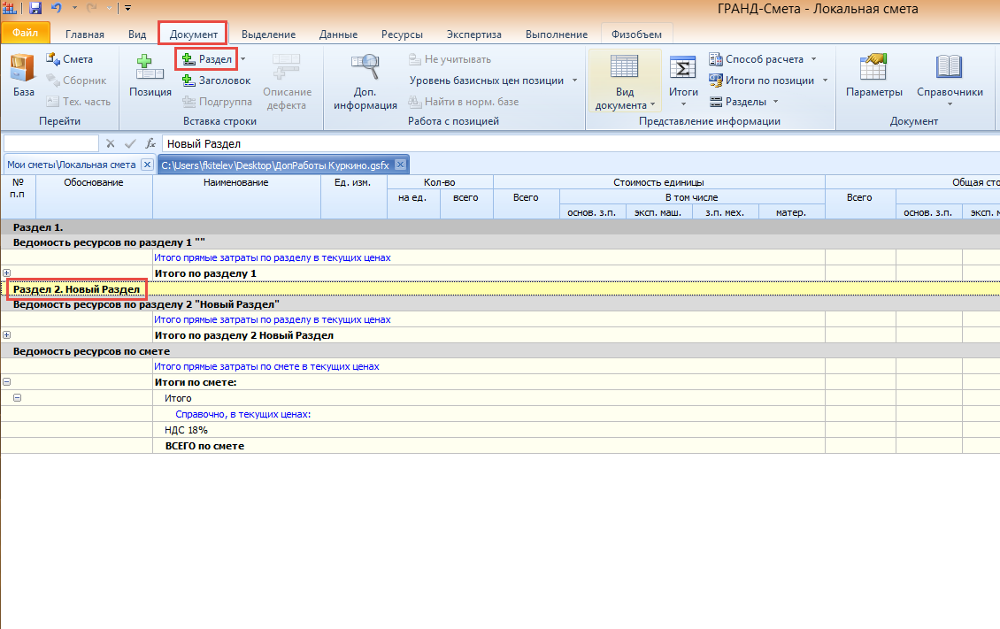 ГРАНД-Смета - Локальная смета
Файл Главная Вид Документ Выделение Данные Ресурсы Экспертиза Выполнение Физобъем
База
Смета
Сборник
Тех. часть
Перейти
Позиция
Раздел
Заголовок
Подгруппа
Описание дефекта
Вставка строки
Доп. информация
Не учитывать
Уровень базисных цен позиции
Найти в норм. базе
Работа с позицией
Вид документа
Итоги
Способ расчета
Итоги по позиции
Разделы
Представление информации
Параметры
Справочники
Документ
fx Новый Раздел
Мои сметы\Локальная смета C:\Users\fkitelev\Desktop\ДопРаботы Куркино.gsfx
№ п.п Обоснование Наименование Ед. изм. Кол-во Стоимость единицы Общая сто
на ед. всего Всего В том числе Всего
основ. з.п. эксп. маш. з.п. мех. матер. основ. з.п. эксп. м
Раздел 1.
Ведомость ресурсов по разделу 1 ""
Итого прямые затраты по разделу в текущих ценах
Итого по разделу 1
Раздел 2. Новый Раздел
Ведомость ресурсов по разделу 2 "Новый Раздел"
Итого прямые затраты по разделу в текущих ценах
Итого по разделу 2 Новый Раздел
Ведомость ресурсов по смете
Итого прямые затраты по смете в текущих ценах
Итоги по смете:
Итого
Справочно, в текущих ценах:
НДС 18%
ВСЕГО по смете